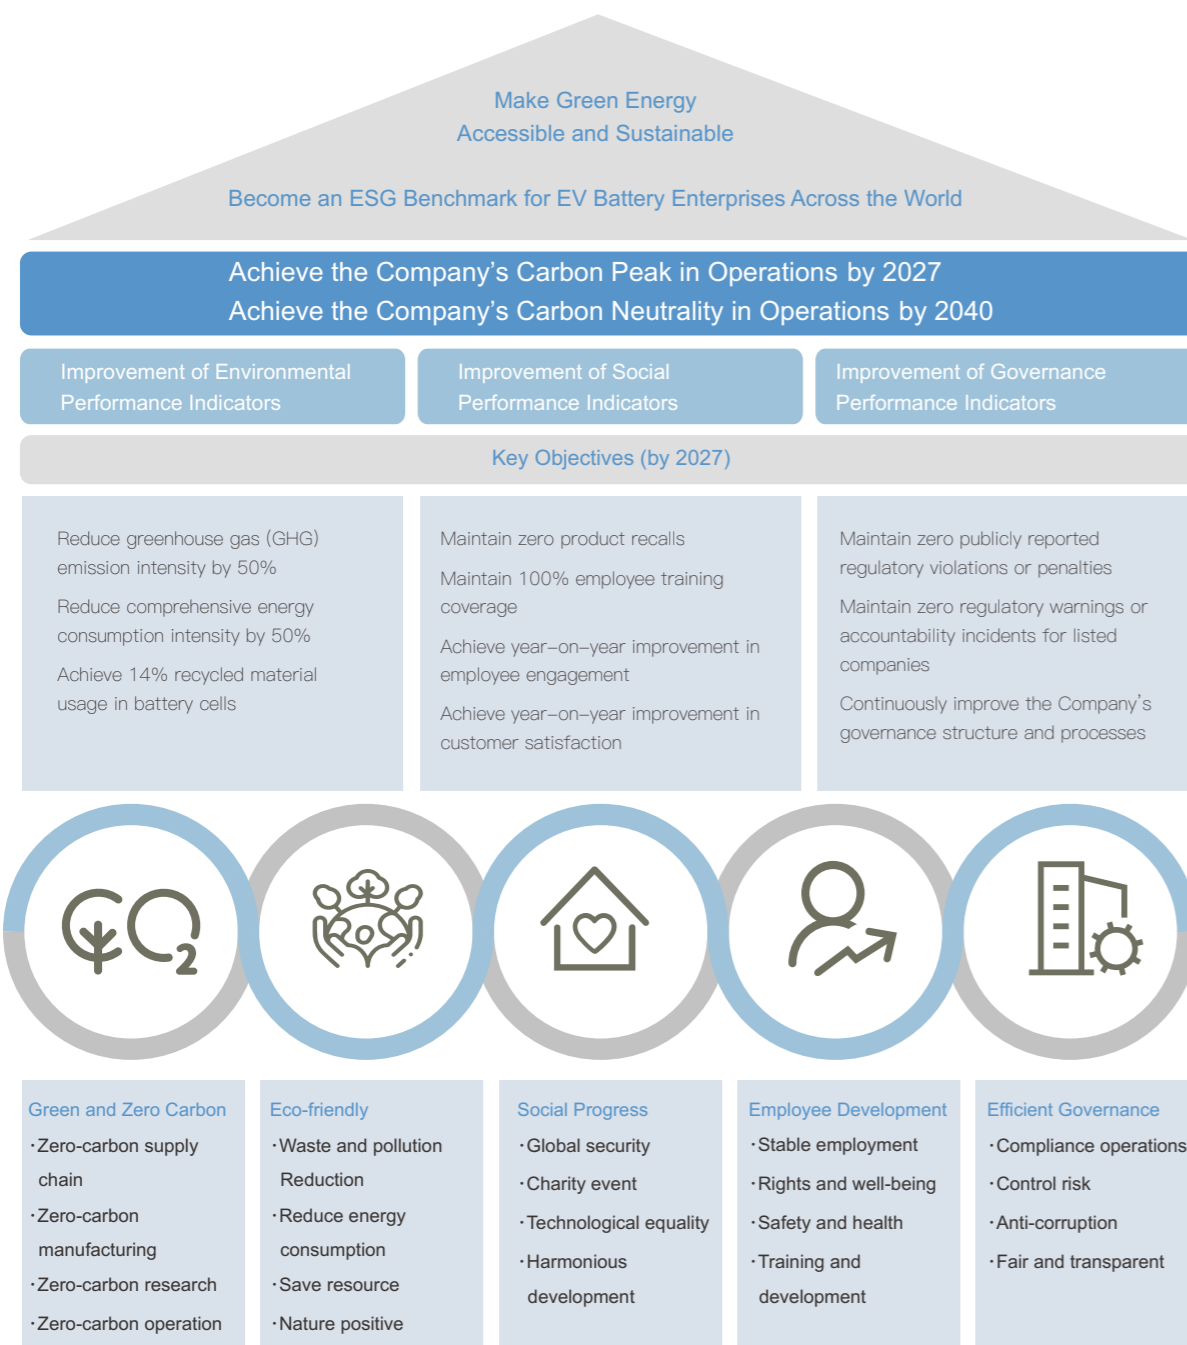 Make Green Energy
Accessible and Sustainable
Become an ESG Benchmark for EV Battery Enterprises Across the World
Achieve the Company's Carbon Peak in Operations by 2027
Achieve the Company's Carbon Neutrality in Operations by 2040
Improvement of Environmental
Performance Indicators
Improvement of Social
Performance Indicators
Improvement of Governance
Performance Indicators
Key Objectives (by 2027)
Reduce greenhouse gas (GHG)
emission intensity by 50%
Reduce comprehensive energy
consumption intensity by 50%
Achieve 14% recycled material
usage in battery cells
Maintain zero product recalls
Maintain 100% employee training
coverage
Achieve year-on-year improvement in
employee engagement
Achieve year-on-year improvement in
customer satisfaction
Maintain zero publicly reported
regulatory violations or penalties
Maintain zero regulatory warnings or
accountability incidents for listed
companies
Continuously improve the Company's
governance structure and processes
CO2
Green and Zero Carbon
·Zero-carbon supply
chain
·Zero-carbon
manufacturing
·Zero-carbon research
·Zero-carbon operation
Eco-friendly
·Waste and pollution
Reduction
·Reduce energy
consumption
·Save resource
·Nature positive
Social Progress
·Global security
·Charity event
·Technological equality
·Harmonious
development
Employee Development
·Stable employment
·Rights and well-being
·Safety and health
·Training and
development
Efficient Governance
·Compliance operations
·Control risk
·Anti-corruption
·Fair and transparent